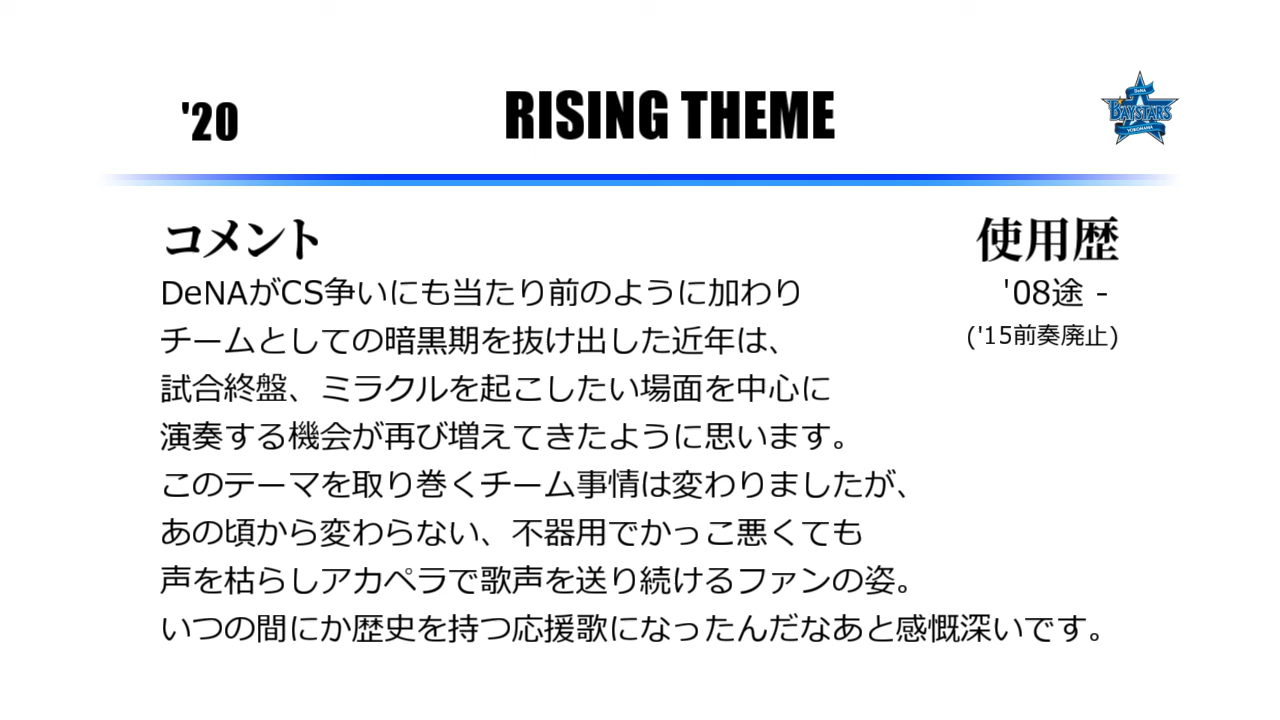 '20
RISING THEME
DeNA
BAYSTARS
YOKOHAMA
コメント
DeNAがCS争いにも当たり前のように加わり
チームとしての暗黒期を抜け出した近年は、
試合終盤、ミラクルを起こしたい場面を中心に
演奏する機会が再び増えてきたように思います。
このテーマを取り巻くチーム事情は変わりましたが、
あの頃から変わらない、不器用でかっこ悪くても
声を枯らしアカペラで歌声を送り続けるファンの姿。
いつの間にか歴史を持つ応援歌になったんだなあと感慨深いです。
使用歴
'08途 -
('15前奏廃止)